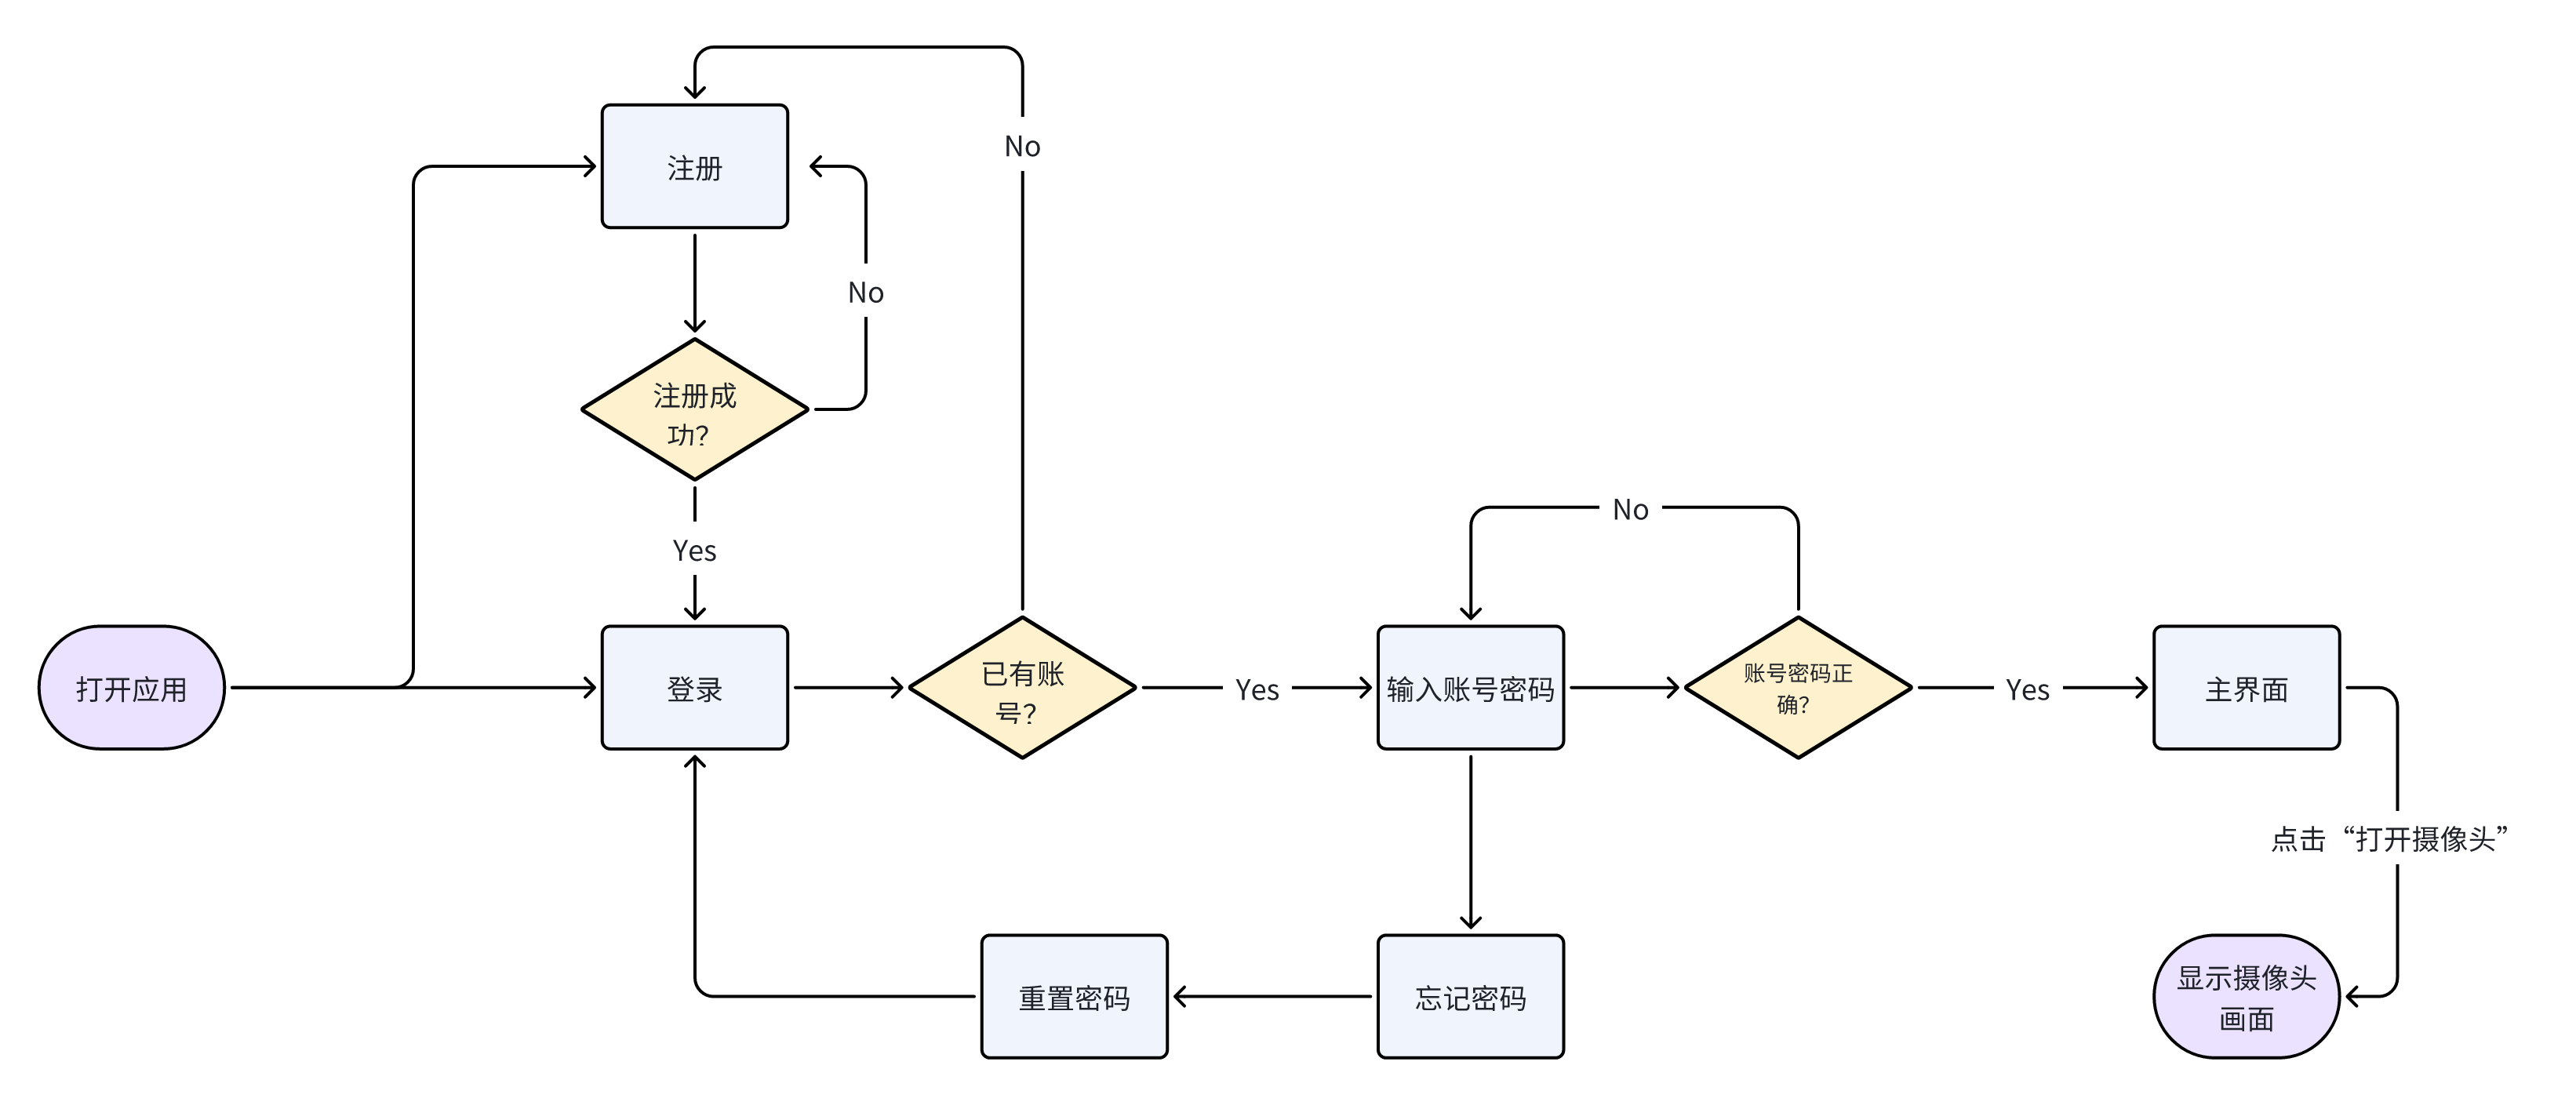 No
注册
No
注册成
功?
Yes
No
打开应用
登录
已有账
号?
Yes
输入账号密码
账号密码正
确?
Yes
主界面
点击 “打开摄像头”
重置密码
忘记密码
显示摄像头
画面